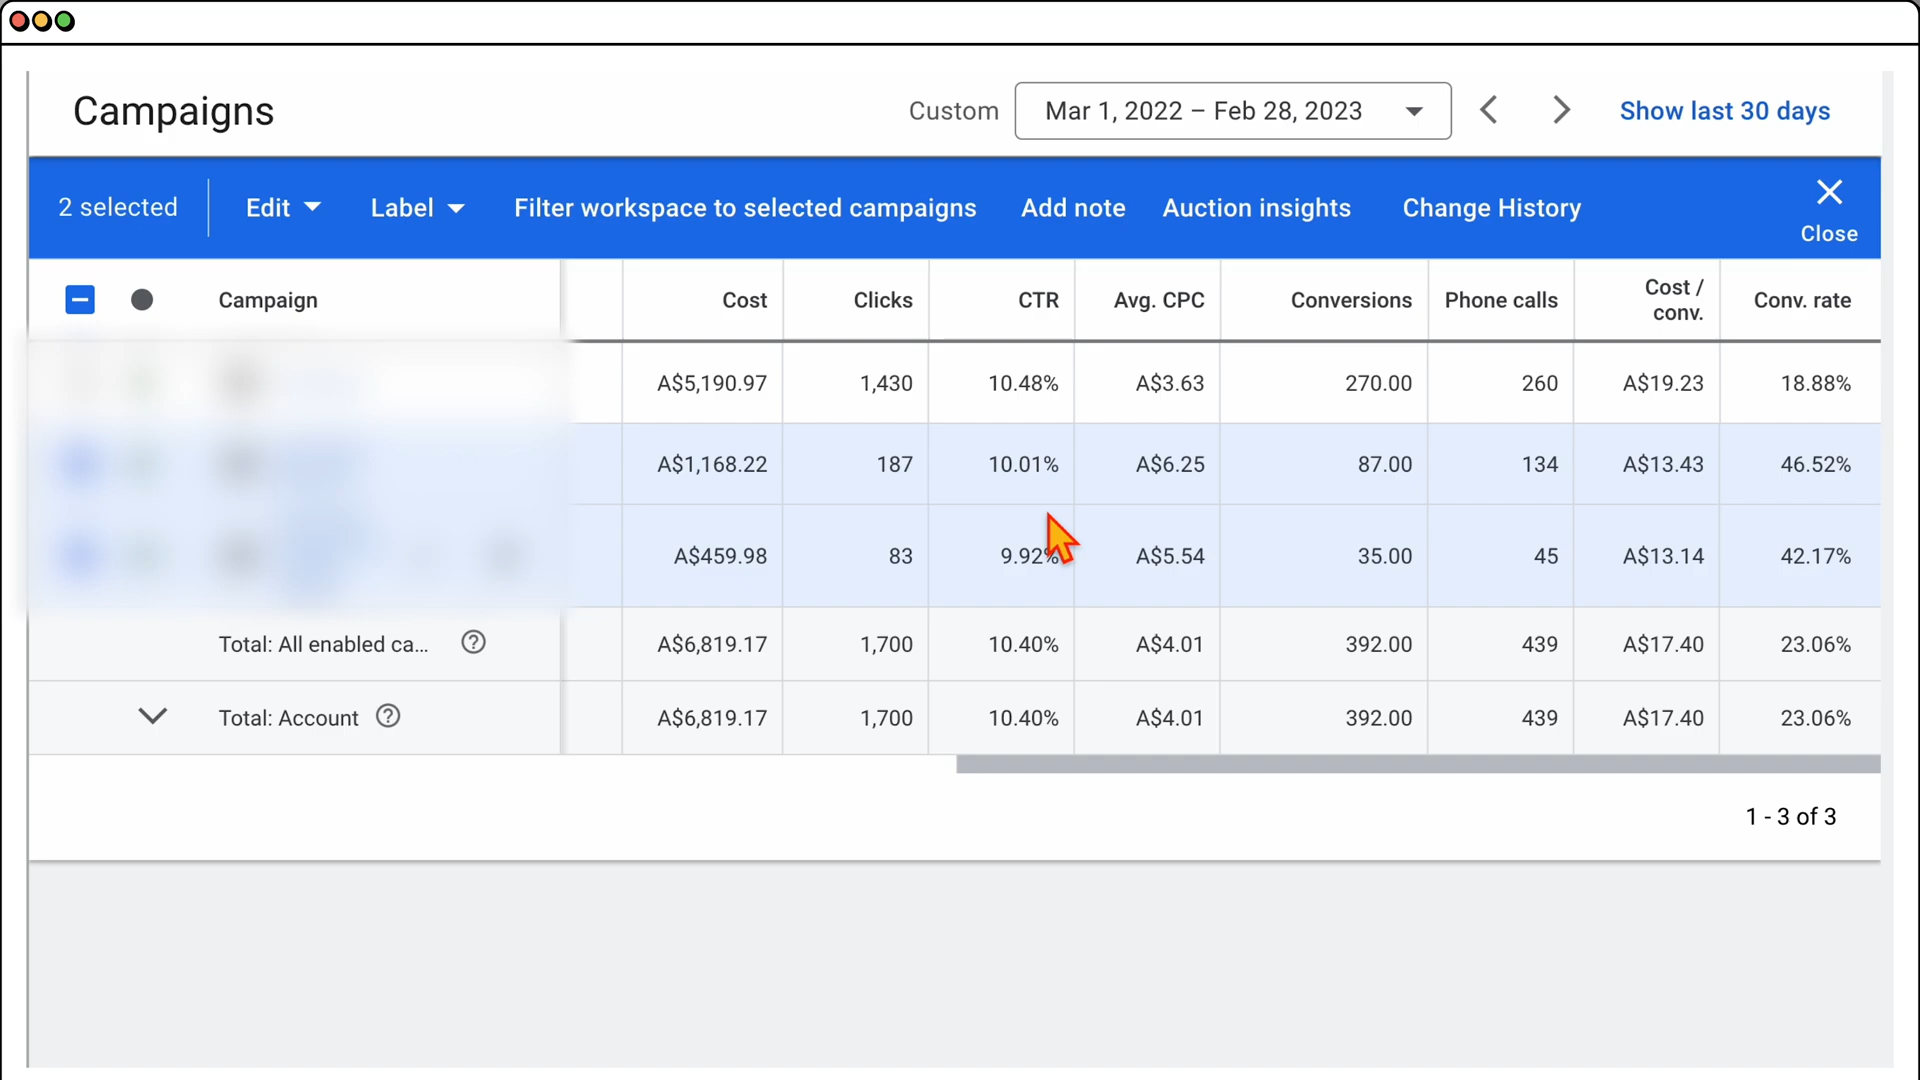 Campaigns
Custom Mar 1, 2022 – Feb 28, 2023 Show last 30 days
2 selected Edit Label Filter workspace to selected campaigns Add note Auction insights Change History Close
Campaign Cost Clicks CTR Avg. CPC Conversions Phone calls Cost / conv. Conv. rate
A$5,190.97 1,430 10.48% A$3.63 270.00 260 A$19.23 18.88%
A$1,168.22 187 10.01% A$6.25 87.00 134 A$13.43 46.52%
A$459.98 83 9.92% A$5.54 35.00 45 A$13.14 42.17%
Total: All enabled ca... A$6,819.17 1,700 10.40% A$4.01 392.00 439 A$17.40 23.06%
Total: Account A$6,819.17 1,700 10.40% A$4.01 392.00 439 A$17.40 23.06%
1 - 3 of 3